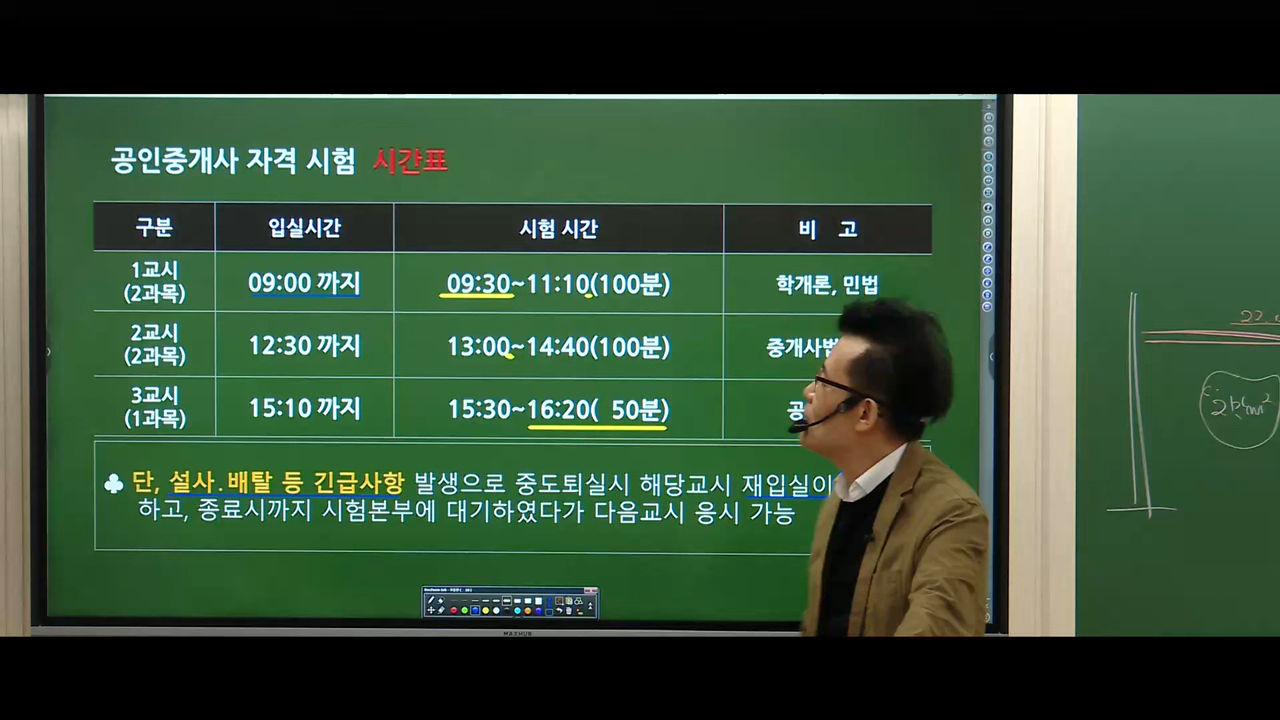 공인중개사 자격 시험 시간표
구분 입실시간 시험 시간 비 고
1교시 (2과목) 09:00 까지 09:30~11:10(100분) 학개론, 민법
2교시 (2과목) 12:30 까지 13:00~14:40(100분) 중개사법
3교시 (1과목) 15:10 까지 15:30~16:20( 50분) 공
♣ 단, 설사.배탈 등 긴급사항 발생으로 중도퇴실시 해당교시 재입실이
하고, 종료시까지 시험본부에 대기하였다가 다음교시 응시 가능
MAXHUB
22